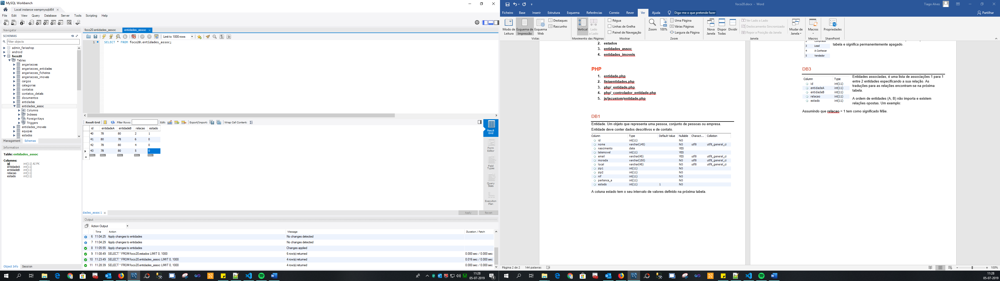 MySQL Workbench
Local instance wampmysqld64
File Edit View Query Database Server Tools Scripting Help
Navigator
SCHEMAS
Filter objects
admin_fariashop
android
foco20
Tables
angariacoes
angariacoes_entidades
angariacoes_ficheiros
angariacoes_imoveis
cargos
categorias
contatos
contatos_details
documentos
entidades
entidades_assoc
Columns
Indexes
Foreign Keys
Triggers
entidades_imoveis
equipas
estados
Management Schemas
Information
Table: entidades_assoc
Columns:
id int(11) AI PK
entidadeA int(11)
entidadeB int(11)
relacao int(11)
estado int(11)
Object Info Session
foco20.entidades_assoc entidades_assoc
Limit to 1000 rows
1 SELECT * FROM foco20.entidades_assoc;
Result Grid Filter Rows: Edit: Export/Import: Wrap Cell Content:
id entidadeA entidadeB relacao estado
40 78 80 2 1
41 80 78 6 0
42 78 80 4 0
43 78 80 5 0
NULL NULL NULL NULL NULL
Result Grid
Form Editor
Field Types
Query Stats
Execution Plan
dades_assoc1
Apply Revert
Output
Action Output
Time Action Message Duration / Fetch
6 11:04:25 Apply changes to entidades No changes detected
7 11:04:29 Apply changes to entidades No changes detected
8 11:05:55 Apply changes to entidades Changes applied
9 11:08:49 SELECT * FROM foco20.estados LIMIT 0, 1000 6 row(s) returned 0.000 sec / 0.000 sec
10 11:23:49 SELECT * FROM foco20.entidades_assoc LIMIT 0, 1000 4 row(s) returned 0.016 sec / 0.000 sec
11 11:28:39 SELECT * FROM foco20.entidades_assoc LIMIT 0, 1000 4 row(s) returned 0.000 sec / 0.000 sec
11:28
05-07-2019
foco20.docx - Word
Tiago Alves
Ficheiro Base Inserir Estrutura Esquema Referências Correio Rever Ver Ajuda Diga-me o que pretende fazer
Partilhar
Modo de Leitura
Esquema de Impressão
Esquema Web
Destaques
Rascunho
Vistas
Vertical
Lado a Lado
Movimento das Páginas
Régua
Linhas de Grelha
Painel de Navegação
Mostrar
Zoom
100%
Uma Página
Várias Páginas
Largura da Página
Zoom
Nova Janela
Dispor Todas
Dividir
Ver Lado a Lado
Deslocamento Sincronizado
Repor a Posição da Janela
Mudar de Janela
Janela
Macros
Macros
Propriedades
SharePoint
2. estados
3. entidades_assoc
4. entidades_imoveis
PHP
1. entidade.php
2. listaentidades.php
3. php/_entidade.php
4. php/_controlador_entidade.php
5. js/jscustom/entidade.php
DB1
Entidade. Um objeto que representa uma pessoa, conjunto de pessoas ou empresa.
Entidade deve conter dados descritivos e de contato.
Column Type Default Value Nullable Charact... Collation
id int(11) NO
nome varchar(145) NO utf8 utf8_general_ci
nascimento date YES
telemovel int(11) YES
email varchar(45) YES utf8 utf8_general_ci
morada varchar(150) NO utf8 utf8_general_ci
local varchar(45) NO utf8 utf8_general_ci
zip1 int(11) NO
zip2 int(11) NO
nif int(11) NO
pertence_a int(11) NO
estado int(11) 1 NO
A coluna estado tem o seu intervalo de valores definido na próxima tabela.
2 Comprador
3 Lead
4 A Conhecer
5 Vendedor
tabela e significa permanentemente apagado.
DB3
Column Type
id int(11)
entidadeA int(11)
entidadeB int(11)
relacao int(11)
estado int(11)
Entidades associadas, é uma lista de associações 1 para 1
entre 2 entidades especificando a sua relação. As
traduções para as relações encontram-se na próxima
tabela.
A ordem de entidades (A, B) não importa e existem
relações opostas. Um exemplo:
Assumindo que relacao = 1 tem como significado Mãe.
Página 2 de 2 144 palavras
100%
11:28
05-07-2019